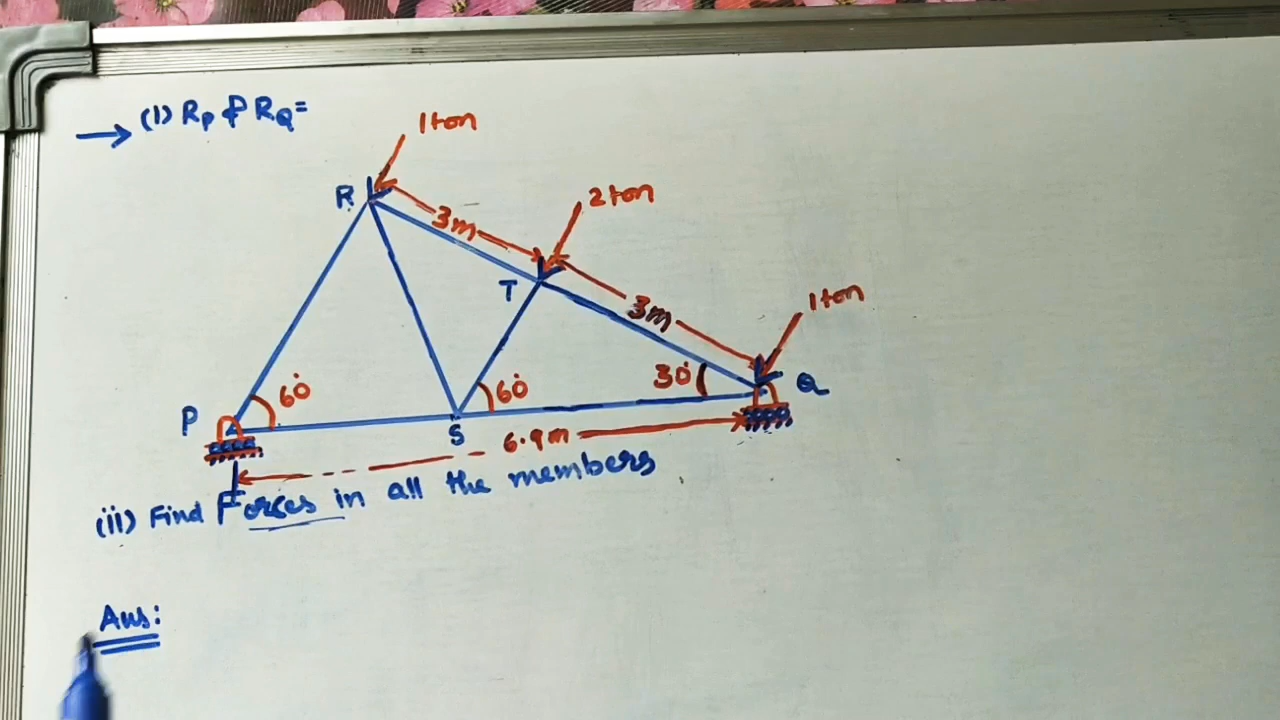 → (1) Rp & RQ =
1 ton
R
3m
2 ton
T
3m
1 ton
60°
60°
30°
P
S
Q
6.9m
(ii) Find Forces in all the members
Ans: